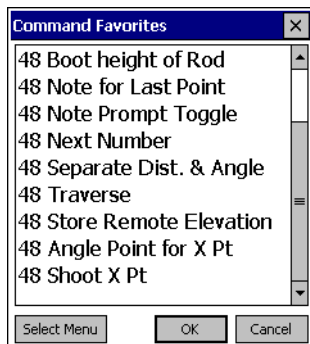 Command Favorites
48 Boot height of Rod
48 Note for Last Point
48 Note Prompt Toggle
48 Next Number
48 Separate Dist. & Angle
48 Traverse
48 Store Remote Elevation
48 Angle Point for X Pt
48 Shoot X Pt
Select Menu OK Cancel